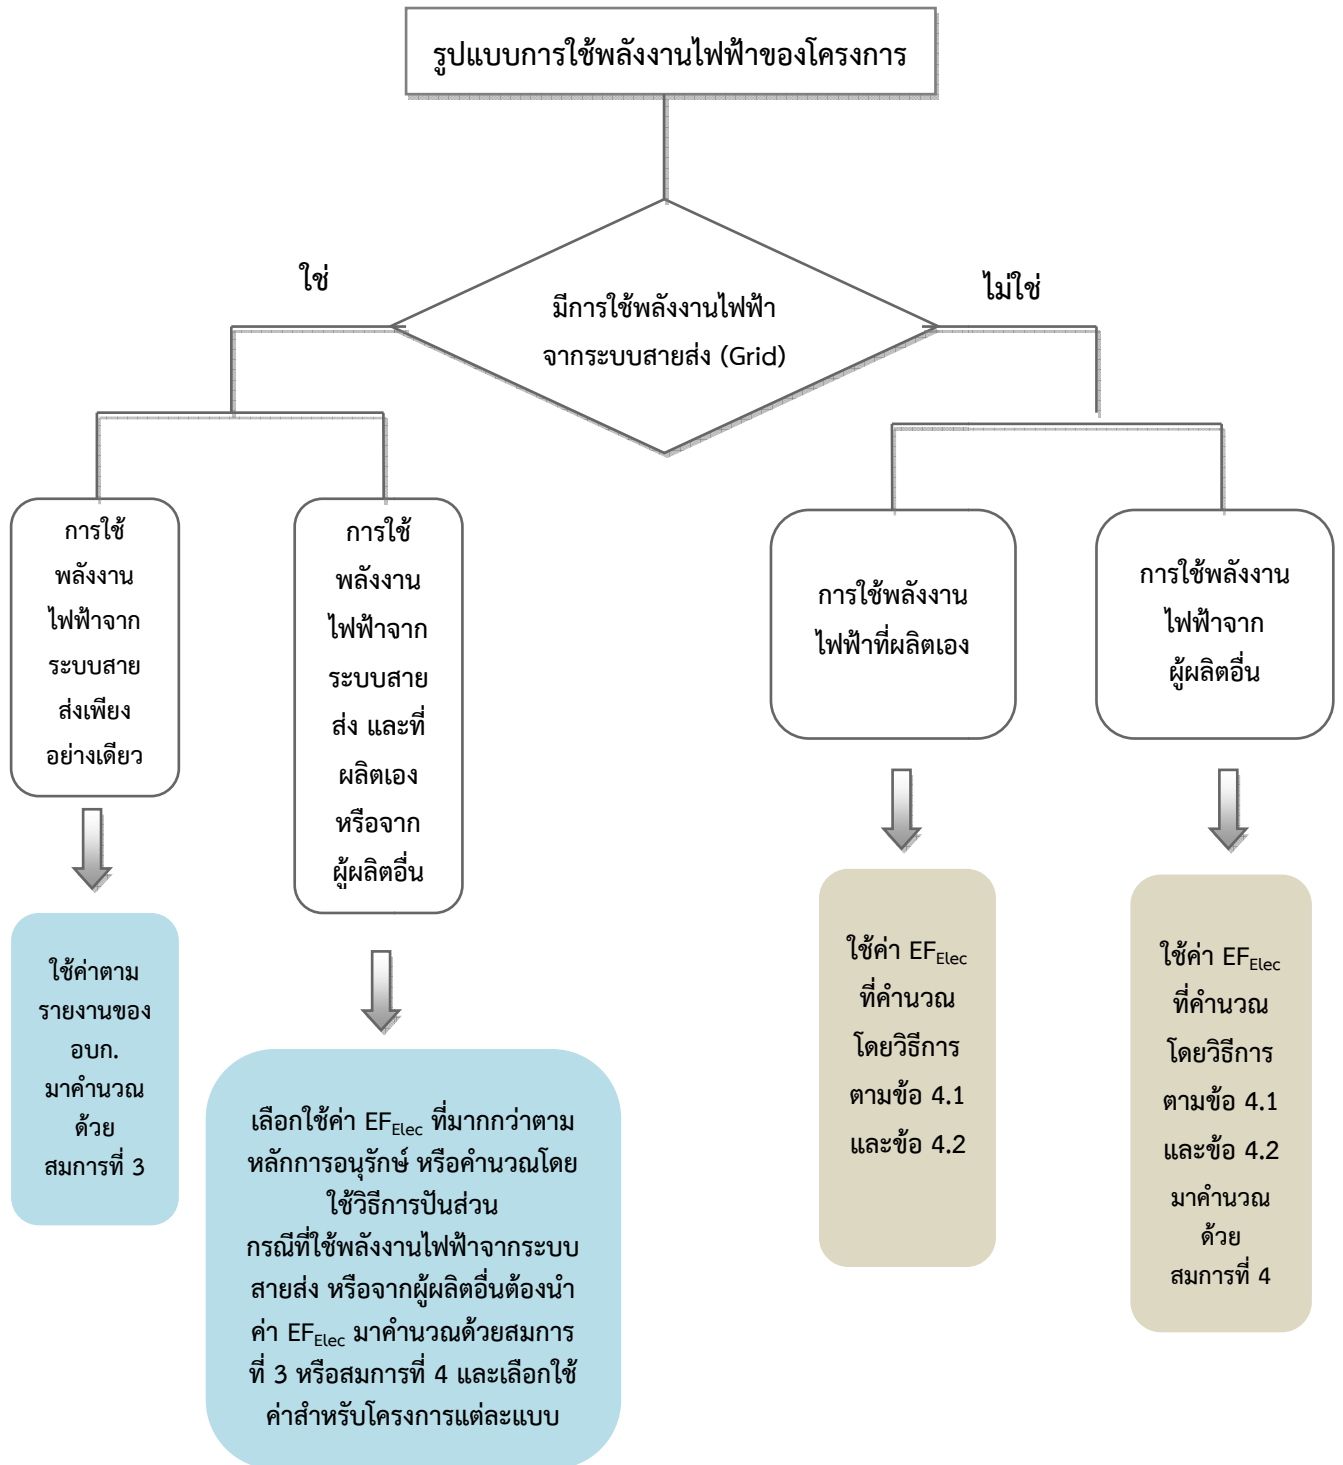 รูปแบบการใช้พลังงานไฟฟ้าของโครงการ
ใช่
ไม่ใช่
มีการใช้พลังงานไฟฟ้า
จากระบบสายส่ง (Grid)
การใช้
พลังงาน
ไฟฟ้าจาก
ระบบสาย
ส่งเพียง
อย่างเดียว
การใช้
พลังงาน
ไฟฟ้าจาก
ระบบสาย
ส่ง และที่
ผลิตเอง
หรือจาก
ผู้ผลิตอื่น
การใช้พลังงาน
ไฟฟ้าที่ผลิตเอง
การใช้พลังงาน
ไฟฟ้าจาก
ผู้ผลิตอื่น
ใช้ค่าตาม
รายงานของ
อบก.
มาคำนวณ
ด้วย
สมการที่ 3
เลือกใช้ค่า EFElec ที่มากกว่าตาม
หลักการอนุรักษ์ หรือคำนวณโดย
ใช้วิธีการปันส่วน
กรณีที่ใช้พลังงานไฟฟ้าจากระบบ
สายส่ง หรือจากผู้ผลิตอื่นต้องนำ
ค่า EFElec มาคำนวณด้วยสมการ
ที่ 3 หรือสมการที่ 4 และเลือกใช้
ค่าสำหรับโครงการแต่ละแบบ
ใช้ค่า EFElec
ที่คำนวณ
โดยวิธีการ
ตามข้อ 4.1
และข้อ 4.2
ใช้ค่า EFElec
ที่คำนวณ
โดยวิธีการ
ตามข้อ 4.1
และข้อ 4.2
มาคำนวณ
ด้วย
สมการที่ 4